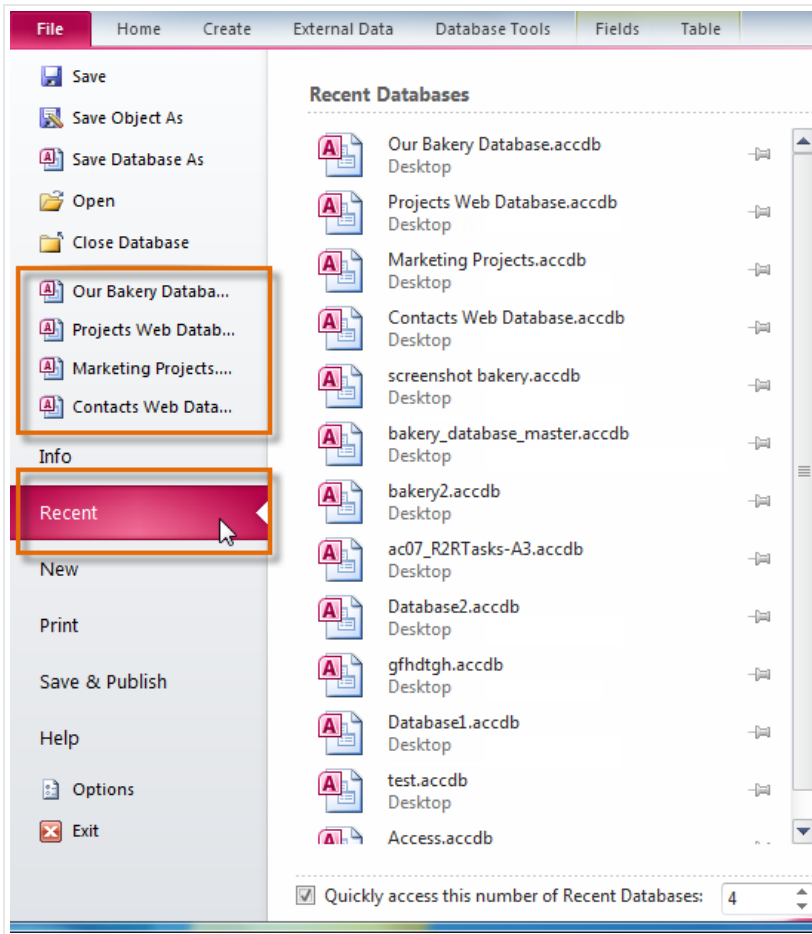 File Home Create External Data Database Tools Fields Table
Save
Save Object As
Save Database As
Open
Close Database
Our Bakery Databa...
Projects Web Datab...
Marketing Projects....
Contacts Web Data...
Info
Recent
New
Print
Save & Publish
Help
Options
Exit
Recent Databases
Our Bakery Database.accdb
Desktop
Projects Web Database.accdb
Desktop
Marketing Projects.accdb
Desktop
Contacts Web Database.accdb
Desktop
screenshot bakery.accdb
Desktop
bakery_database_master.accdb
Desktop
bakery2.accdb
Desktop
ac07_R2RTasks-A3.accdb
Desktop
Database2.accdb
Desktop
gfhdtgh.accdb
Desktop
Database1.accdb
Desktop
test.accdb
Desktop
Access.accdb
Quickly access this number of Recent Databases: 4